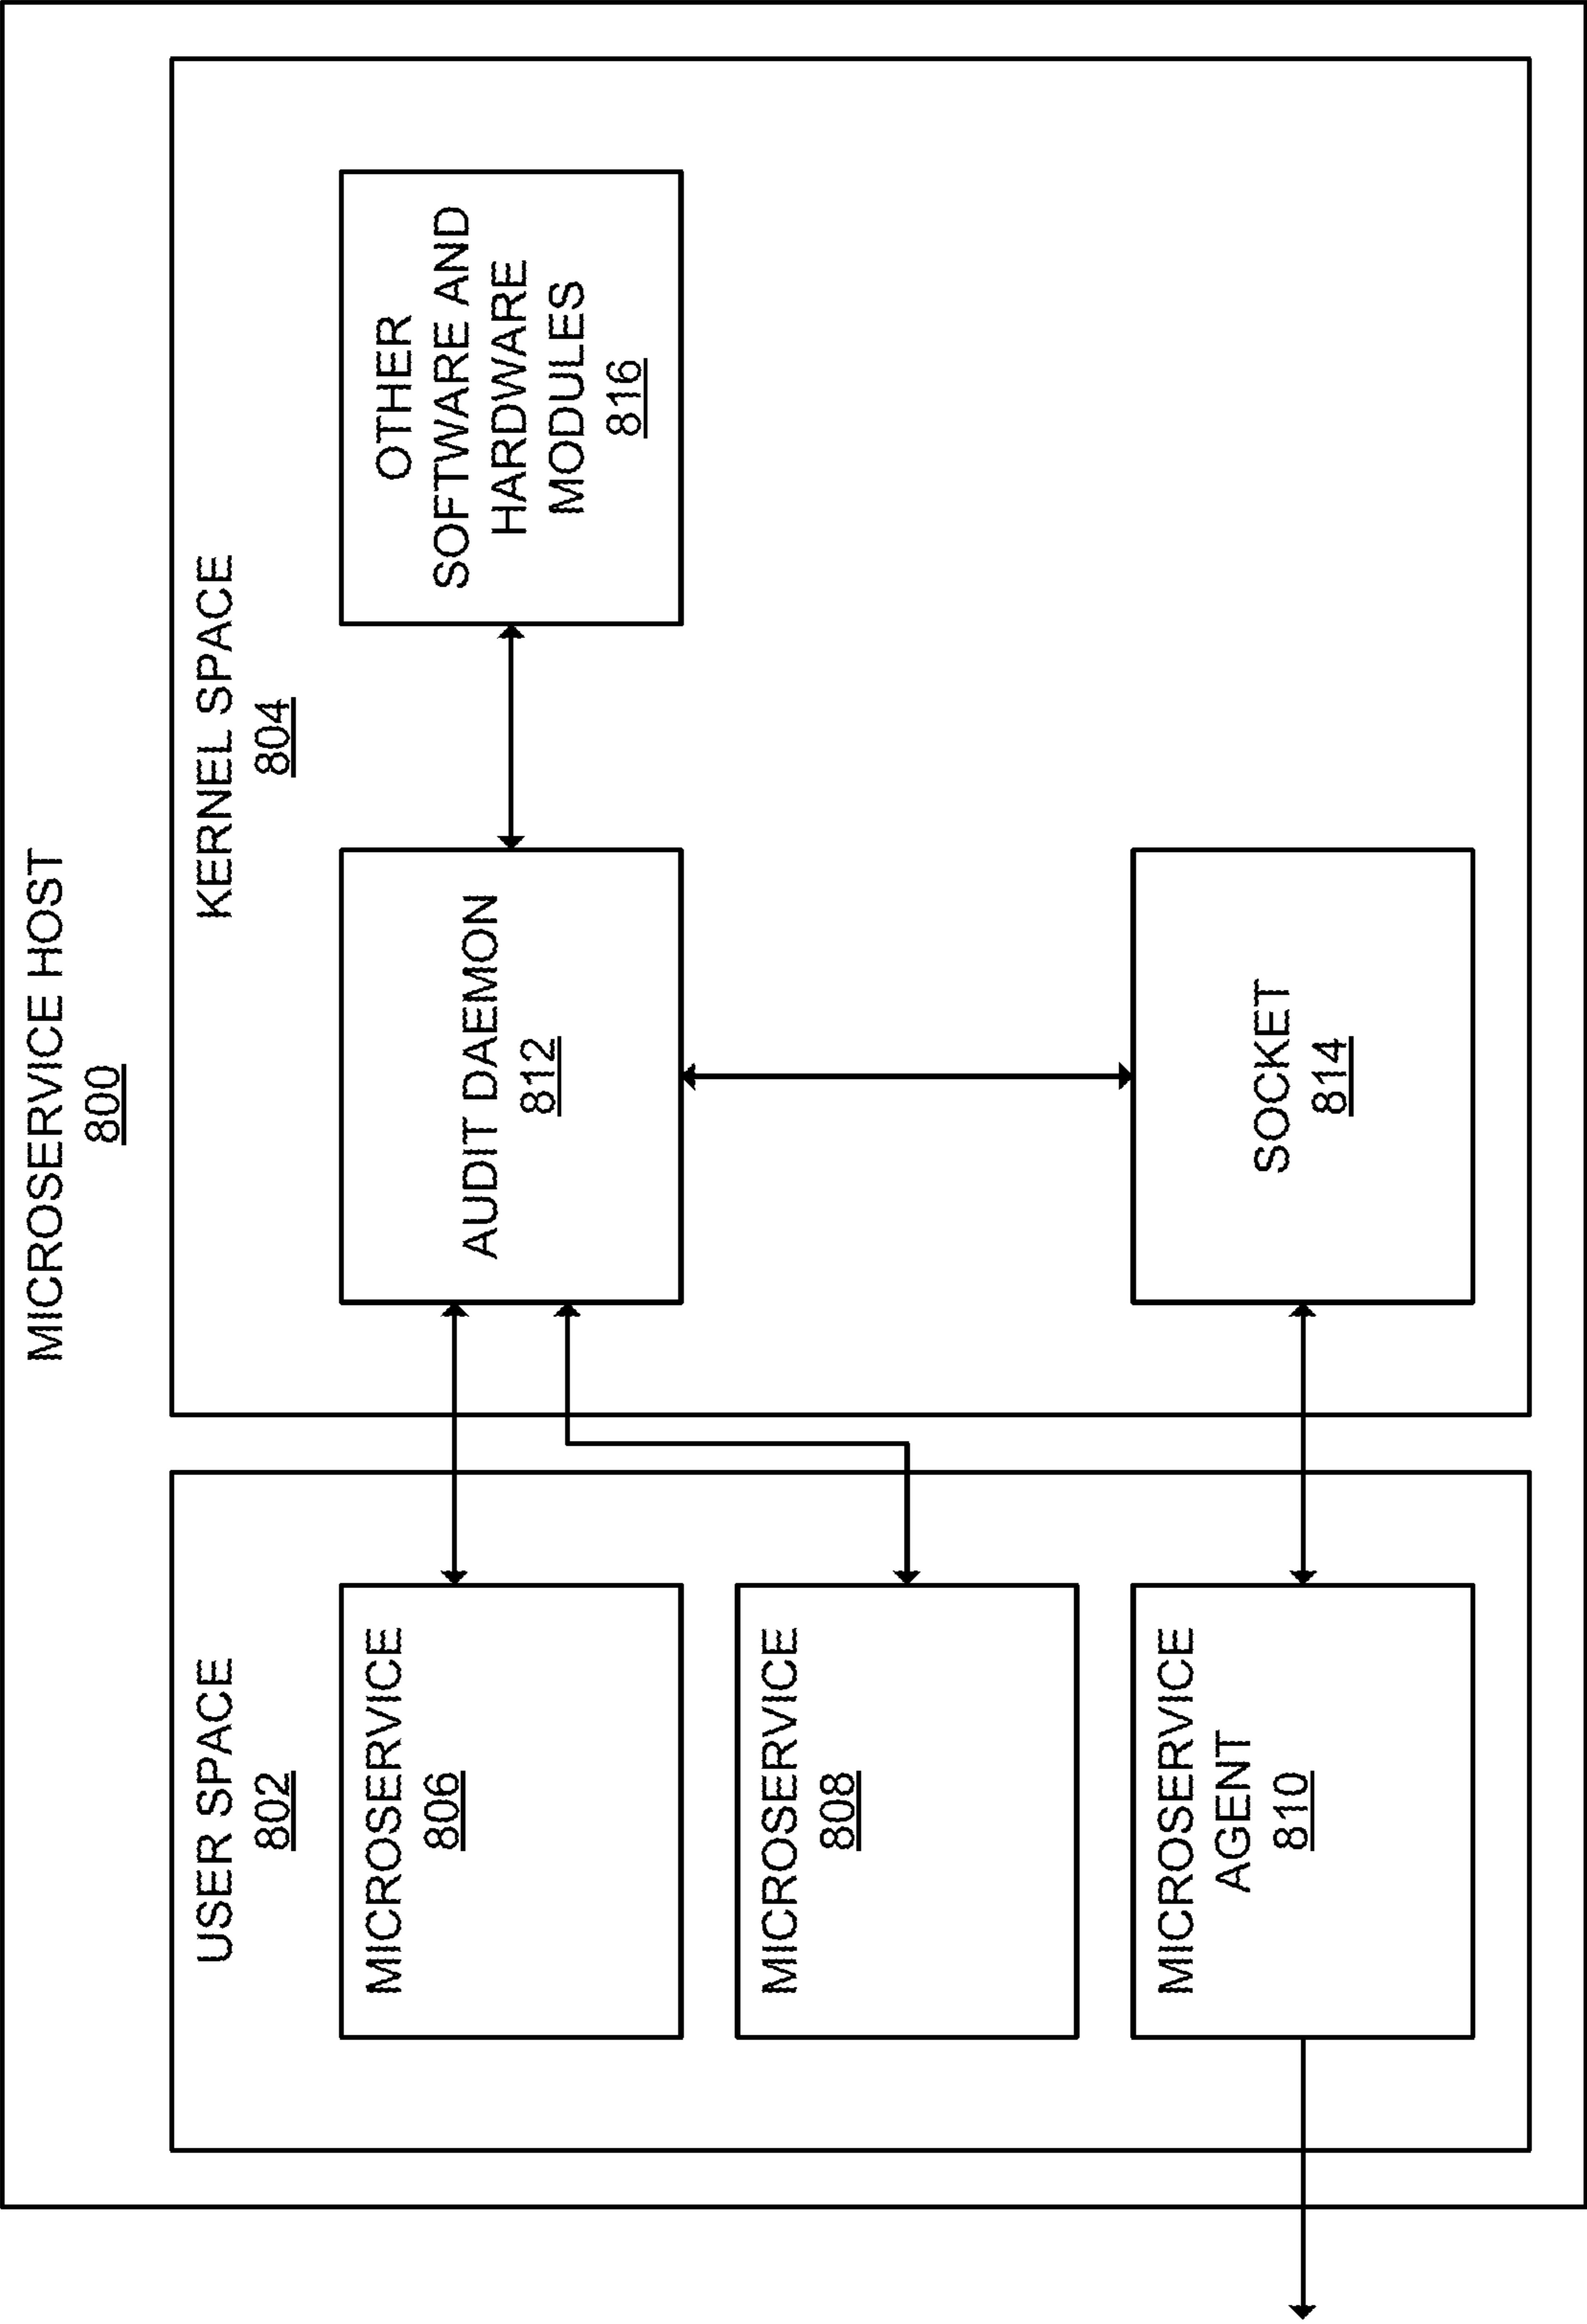 MICROSERVICE HOST
800
USER SPACE
802
MICROSERVICE
806
MICROSERVICE
808
MICROSERVICE
AGENT
810
KERNEL SPACE
804
AUDIT DAEMON
812
OTHER
SOFTWARE AND
HARDWARE
MODULES
816
SOCKET
814